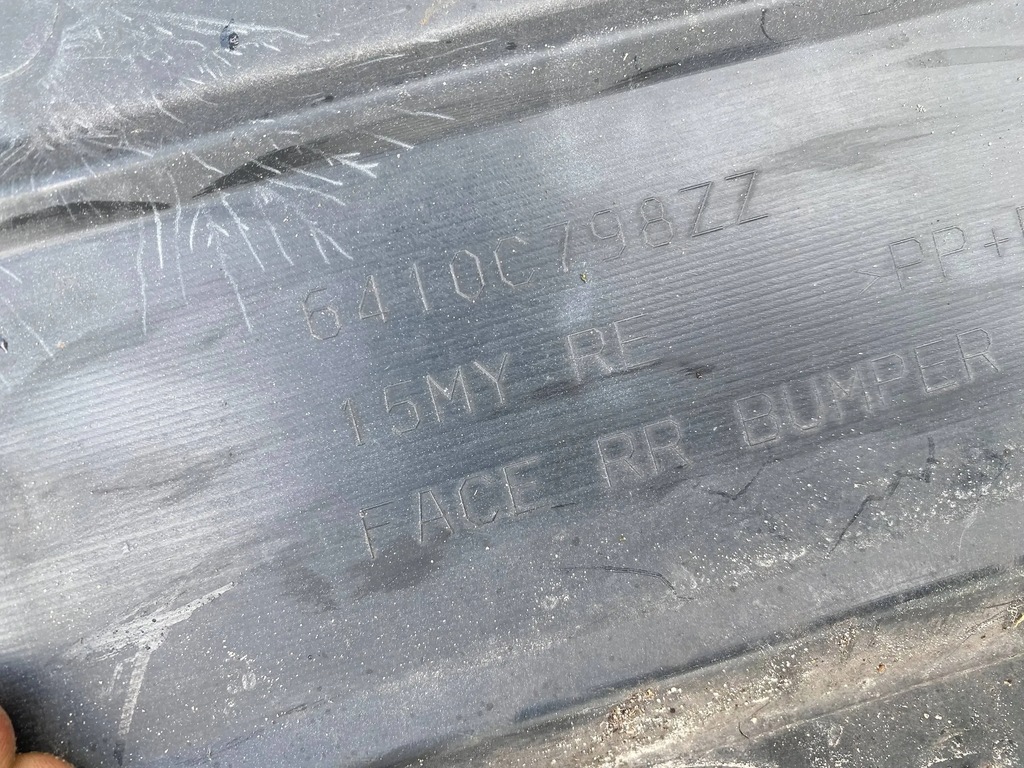 6410C798ZZ
15MY RE
>PP+
FACE RR BUMPER